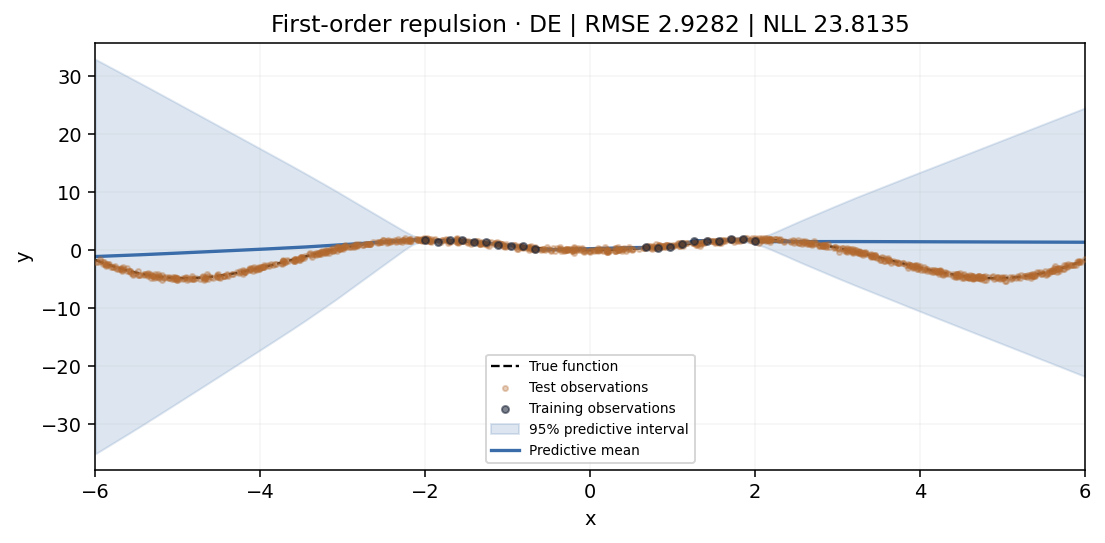 First-order repulsion · DE | RMSE 2.9282 | NLL 23.8135
30
20
10
0
−10
−20
−30
y
True function
Test observations
Training observations
95% predictive interval
Predictive mean
−6 −4 −2 0 2 4 6
x